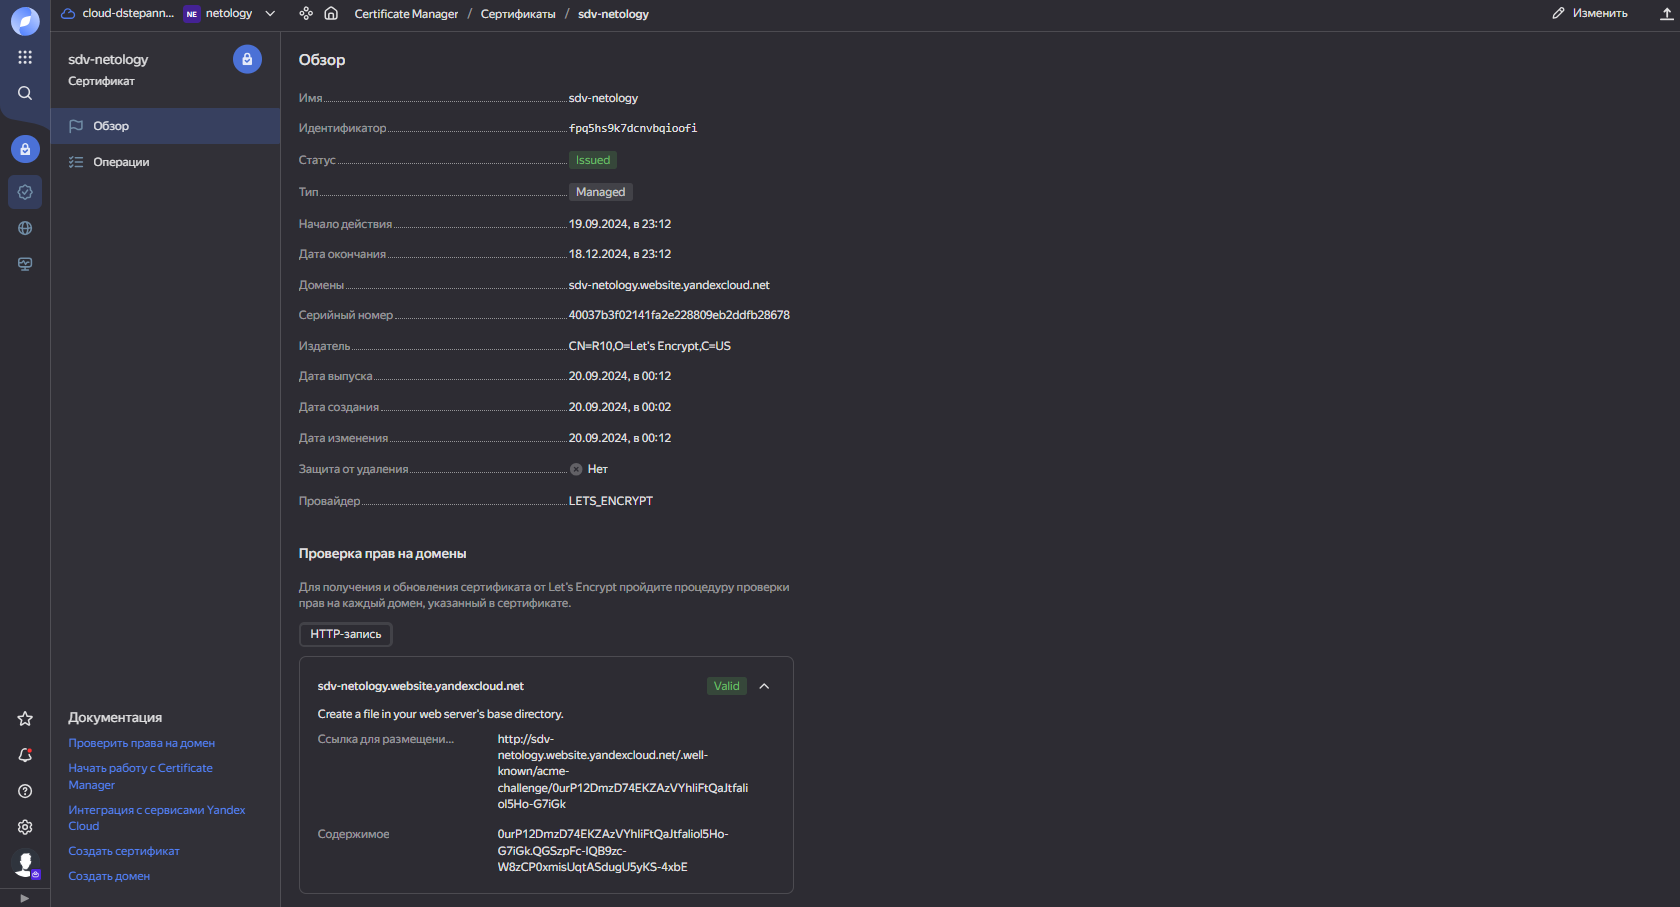 cloud-dstepann... NE netology Certificate Manager / Сертификаты / sdv-netology Изменить
sdv-netology
Сертификат
Обзор
Операции
Обзор
Имя sdv-netology
Идентификатор fpq5hs9k7dcnvbqioofi
Статус Issued
Тип Managed
Начало действия 19.09.2024, в 23:12
Дата окончания 18.12.2024, в 23:12
Домены sdv-netology.website.yandexcloud.net
Серийный номер 40037b3f02141fa2e228809eb2ddfb28678
Издатель CN=R10,O=Let's Encrypt,C=US
Дата выпуска 20.09.2024, в 00:12
Дата создания 20.09.2024, в 00:02
Дата изменения 20.09.2024, в 00:12
Защита от удаления Нет
Провайдер LETS_ENCRYPT
Проверка прав на домены
Для получения и обновления сертификата от Let's Encrypt пройдите процедуру проверки
прав на каждый домен, указанный в сертификате.
HTTP-запись
sdv-netology.website.yandexcloud.net Valid
Create a file in your web server's base directory.
Ссылка для размещени... http://sdv-
netology.website.yandexcloud.net/.well-
known/acme-
challenge/0urP12DmzD74EKZAzVYhliFtQaJtfali
ol5Ho-G7iGk
Содержимое 0urP12DmzD74EKZAzVYhliFtQaJtfaliol5Ho-
G7iGk.QGSzpFc-IQB9zc-
W8zCP0xmisUqtASdugU5yKS-4xbE
Документация
Проверить права на домен
Начать работу с Certificate
Manager
Интеграция с сервисами Yandex
Cloud
Создать сертификат
Создать домен